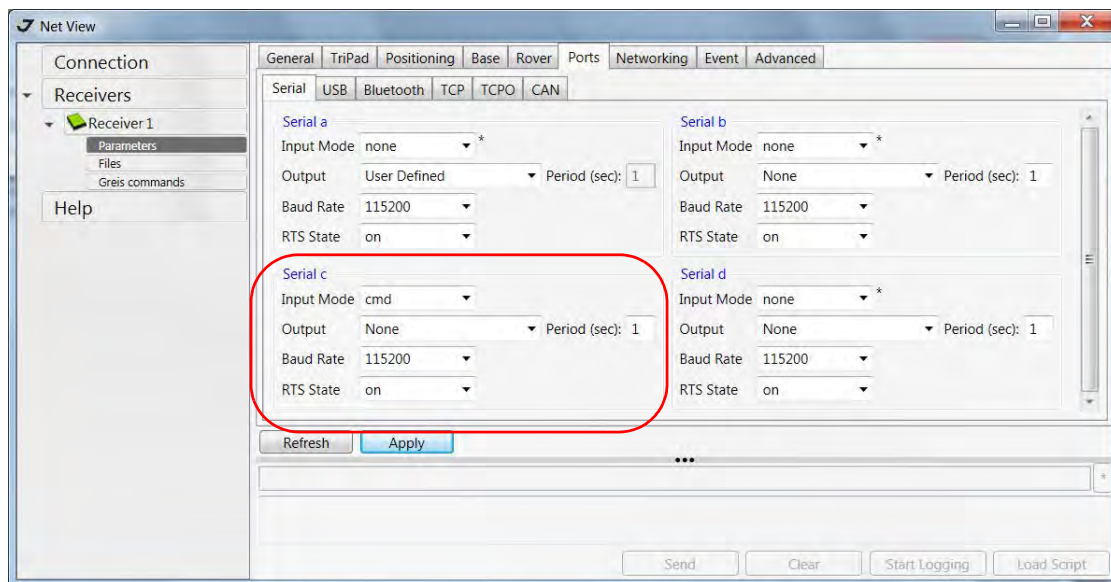 Net View
Connection
Receivers
Receiver 1
Parameters
Files
Greis commands
Help
General TriPad Positioning Base Rover Ports Networking Event Advanced
Serial USB Bluetooth TCP TCPO CAN
Serial a
Input Mode none *
Output User Defined Period (sec): 1
Baud Rate 115200
RTS State on
Serial b
Input Mode none *
Output None Period (sec): 1
Baud Rate 115200
RTS State on
Serial c
Input Mode cmd
Output None Period (sec): 1
Baud Rate 115200
RTS State on
Serial d
Input Mode none *
Output None Period (sec): 1
Baud Rate 115200
RTS State on
Refresh Apply
*
Send Clear Start Logging Load Script